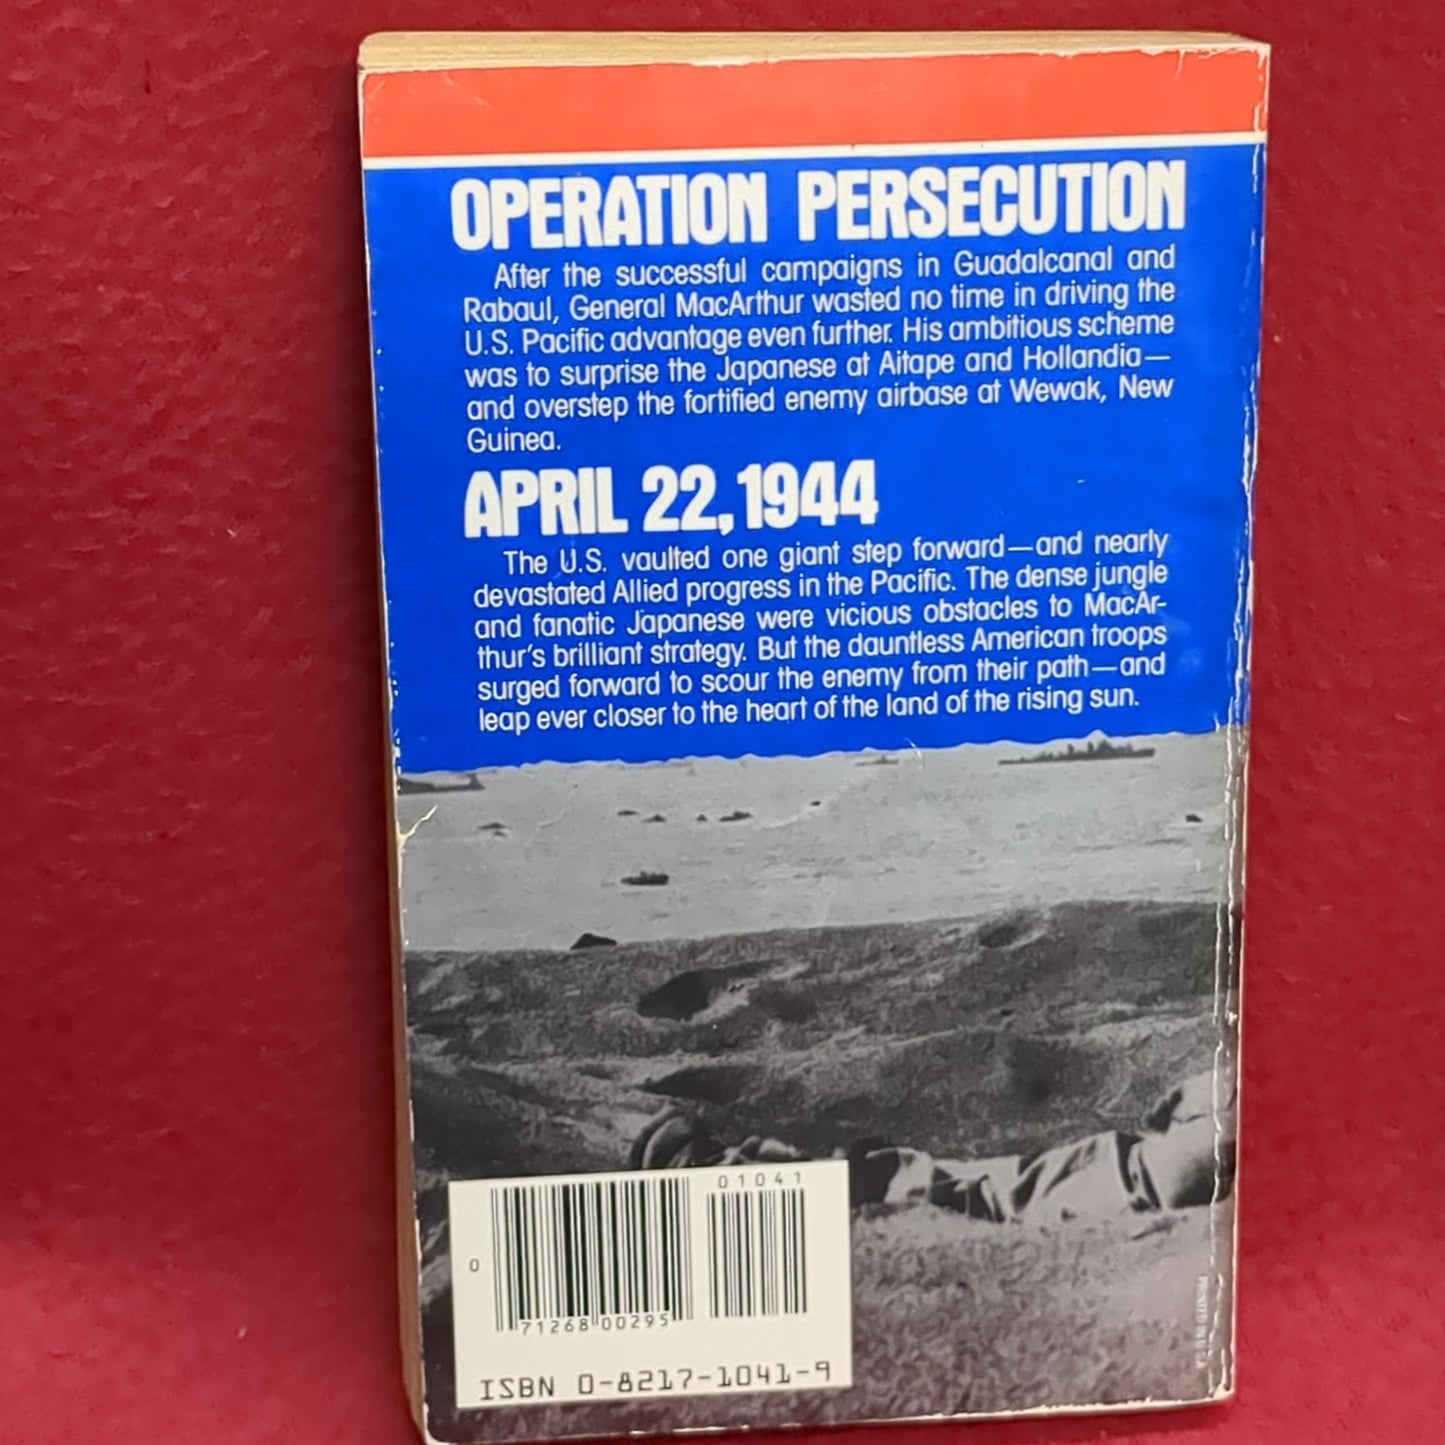 OPERATION PERSECUTION
After the successful campaigns in Guadalcanal and
Rabaul, General MacArthur wasted no time in driving the
U.S. Pacific advantage even further. His ambitious scheme
was to surprise the Japanese at Aitape and Hollandia—
and overstep the fortified enemy airbase at Wewak, New
Guinea.
APRIL 22, 1944
The U.S. vaulted one giant step forward—and nearly
devastated Allied progress in the Pacific. The dense jungle
and fanatic Japanese were vicious obstacles to MacAr-
thur's brilliant strategy. But the dauntless American troops
surged forward to scour the enemy from their path—and
leap ever closer to the heart of the land of the rising sun.
01041
0
71268 00295
ISBN 0-8217-1041-9
PRINTED IN U.S.A.